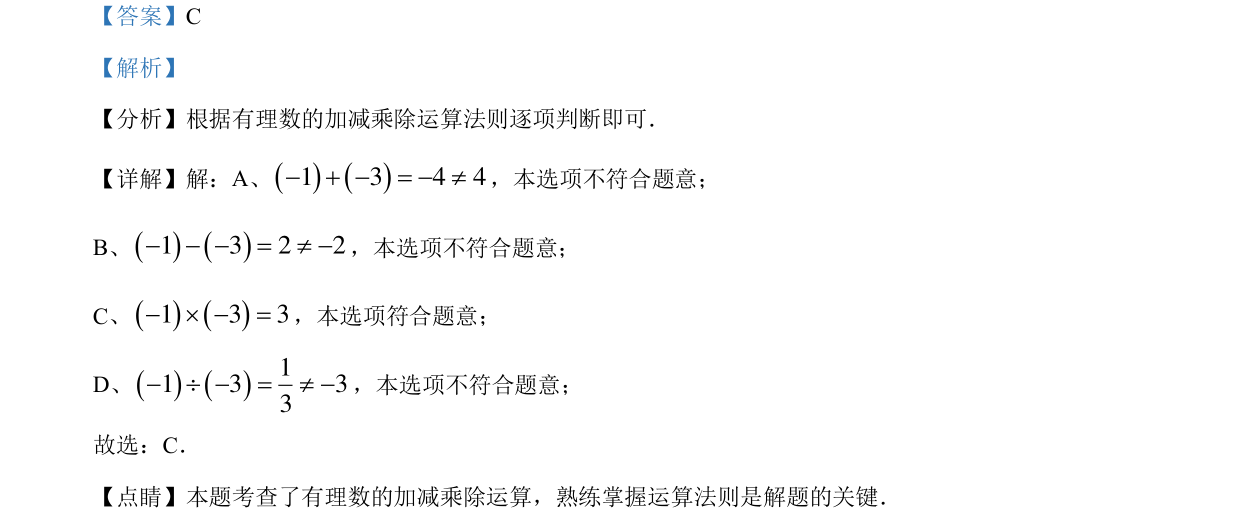 【答案】C
【解析】
【分析】根据有理数的加减乘除运算法则逐项判断即可．
【详解】解：A、(−1)+(−3)=−4≠4，本选项不符合题意；
B、(−1)−(−3)=2≠−2，本选项不符合题意；
C、(−1)×(−3)=3，本选项符合题意；
D、(−1)÷(−3)=1/3≠−3，本选项不符合题意；
故选：C．
【点睛】本题考查了有理数的加减乘除运算，熟练掌握运算法则是解题的关键．